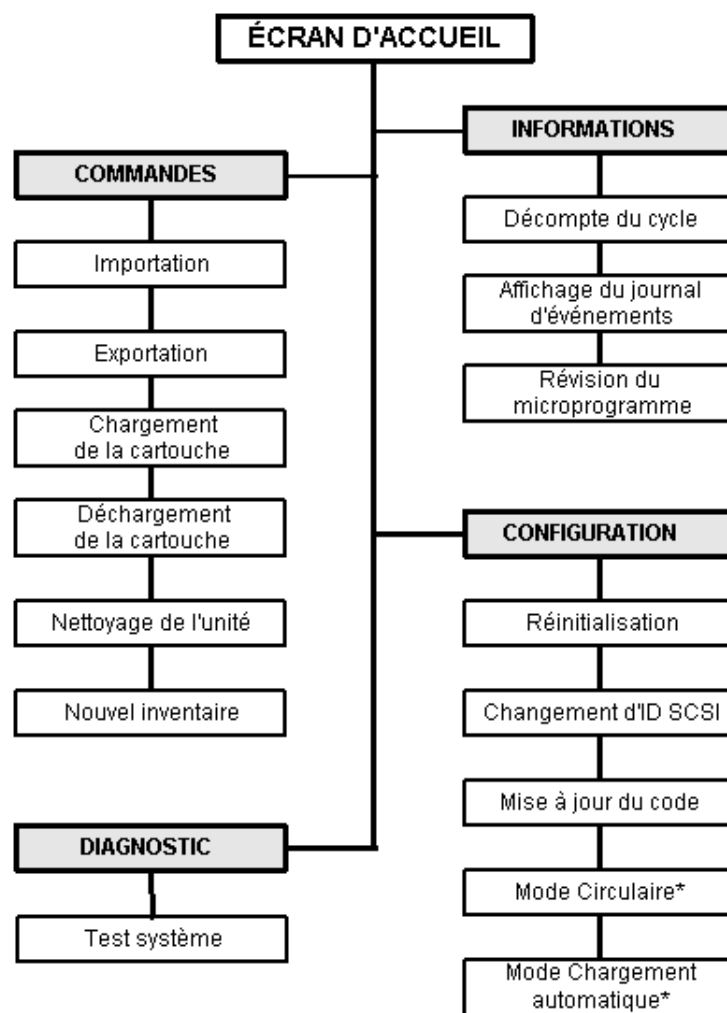 ÉCRAN D'ACCUEIL
COMMANDES
Importation
Exportation
Chargement
de la cartouche
Déchargement
de la cartouche
Nettoyage de l'unité
Nouvel inventaire
DIAGNOSTIC
Test système
INFORMATIONS
Décompte du cycle
Affichage du journal
d'événements
Révision du
microprogramme
CONFIGURATION
Réinitialisation
Changement d'ID SCSI
Mise à jour du code
Mode Circulaire*
Mode Chargement
automatique*